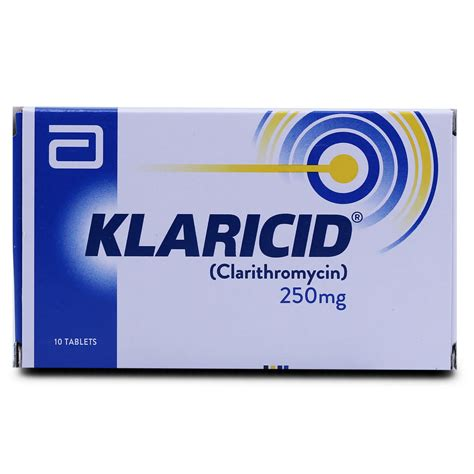 KLARICID®
(Clarithromycin)
250mg
10 TABLETS